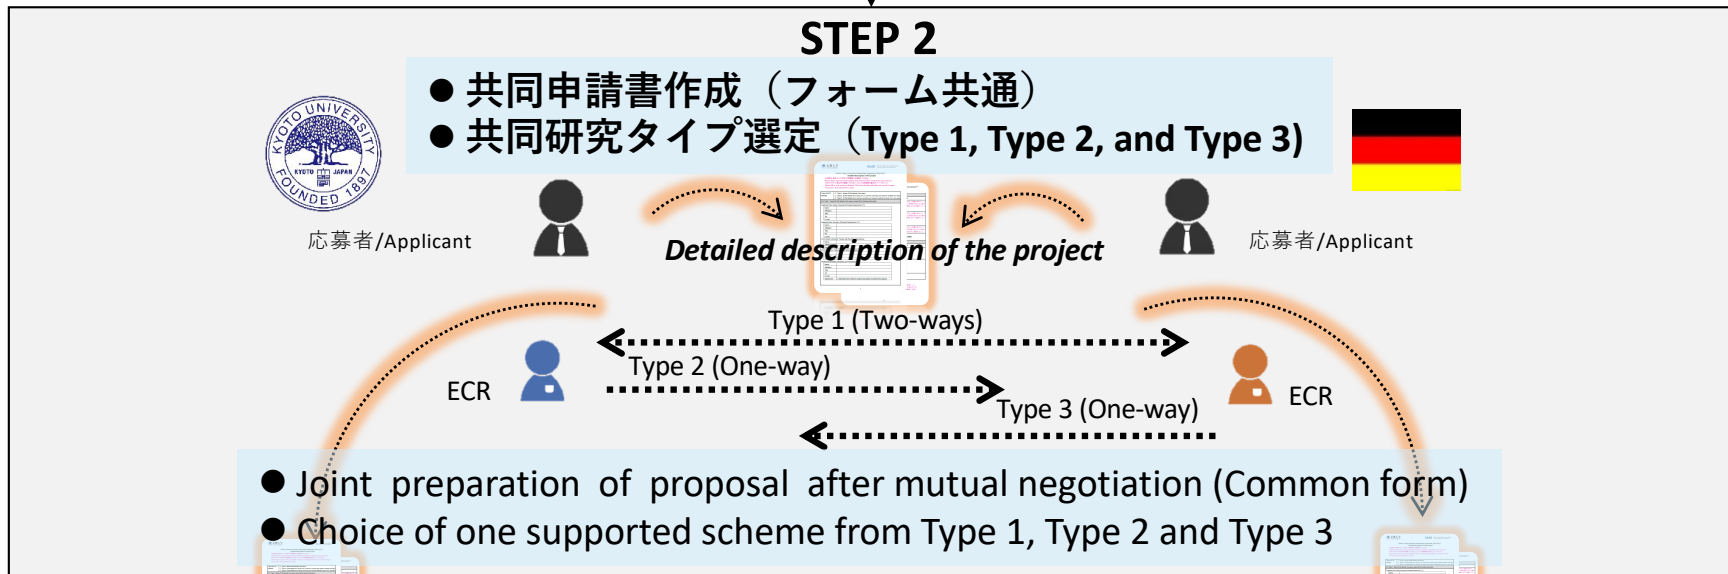 STEP 2
● 共同申請書作成（フォーム共通）
● 共同研究タイプ選定（Type 1, Type 2, and Type 3)
KYOTO UNIVERSITY
KYOTO JAPAN
FOUNDED 1897
応募者/Applicant
応募者/Applicant
Detailed description of the project
Type 1 (Two-ways)
Type 2 (One-way)
ECR
ECR
Type 3 (One-way)
● Joint preparation of proposal after mutual negotiation (Common form)
● Choice of one supported scheme from Type 1, Type 2 and Type 3